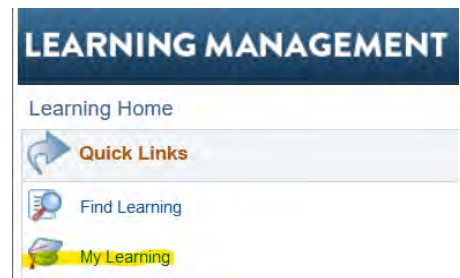 LEARNING MANAGEMENT
Learning Home
Quick Links
Find Learning
My Learning